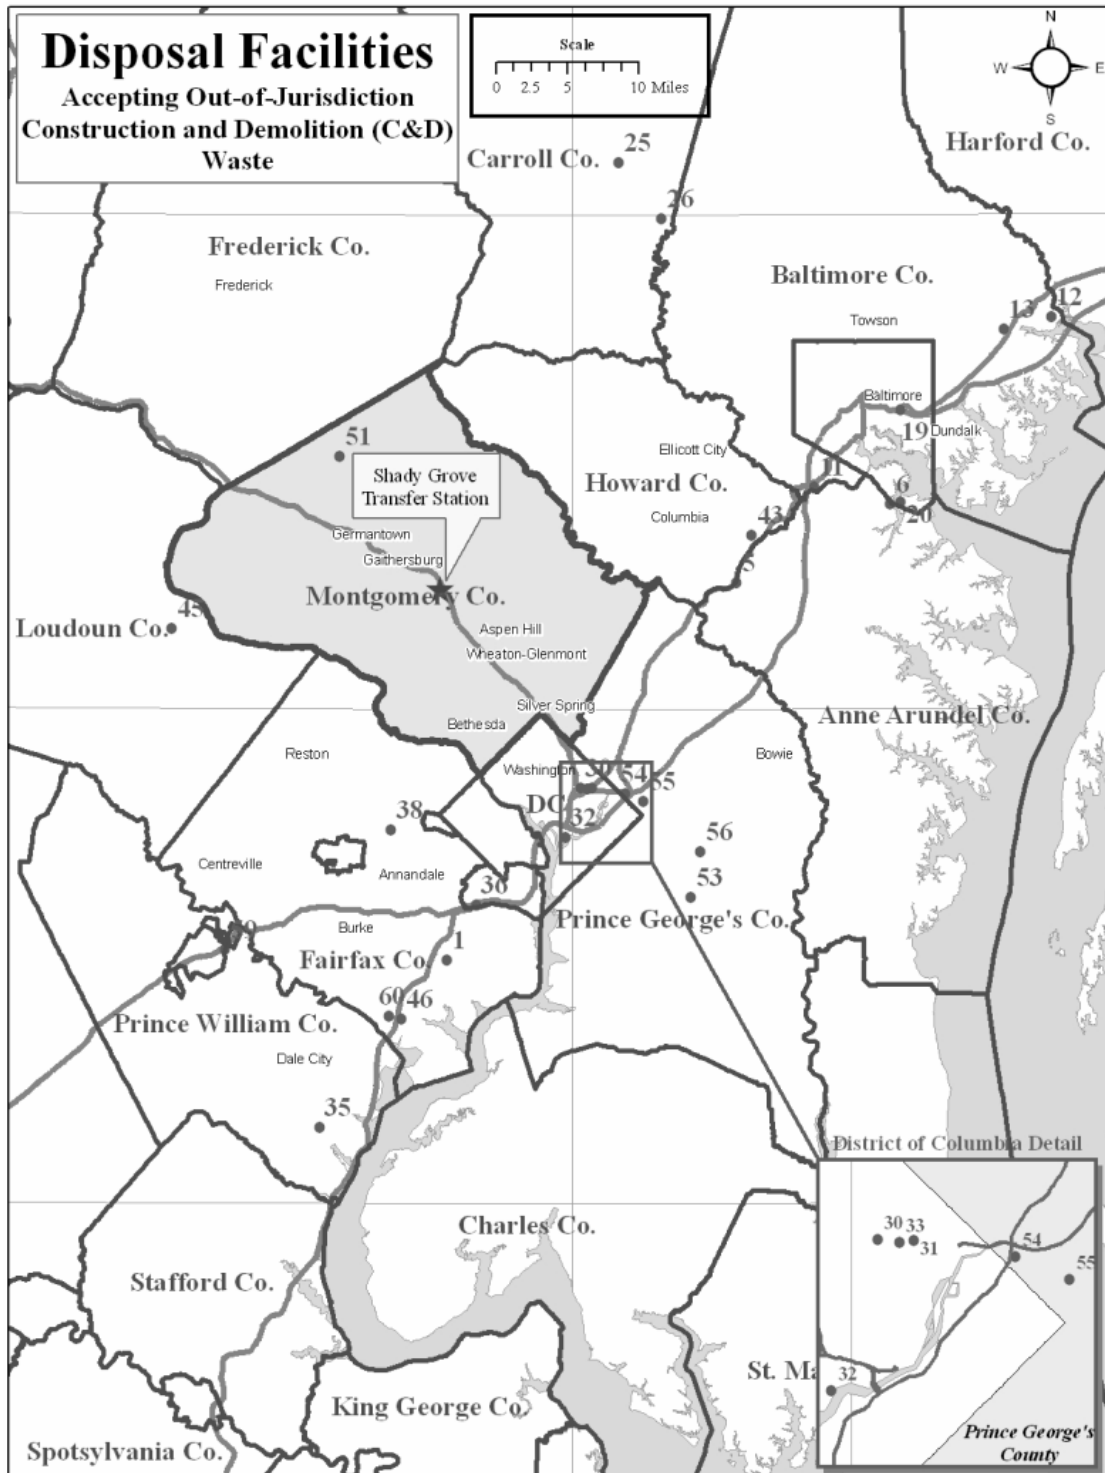 Disposal Facilities
Accepting Out-of-Jurisdiction
Construction and Demolition (C&D)
Waste
Scale
0 2.5 5 10 Miles
N
W E
S
Carroll Co.
25
Harford Co.
26
Frederick Co.
Frederick
Baltimore Co.
Towson
13
12
Baltimore
19
Dundalk
51
Shady Grove
Transfer Station
Ellicott City
Howard Co.
11
6
20
Columbia
43
5
Germantown
Gaithersburg
Montgomery Co.
Loudoun Co.
45
Aspen Hill
Wheaton-Glenmont
Silver Spring
Bethesda
Anne Arundel Co.
Reston
Bowie
Washington
54
55
DC
32
38
56
Centreville
Annandale
36
53
Prince George's Co.
Burke
1
Fairfax Co.
60
46
Prince William Co.
Dale City
35
District of Columbia Detail
30
33
31
54
55
32
Prince George's
County
Charles Co.
Stafford Co.
St. Ma
King George Co.
Spotsylvania Co.